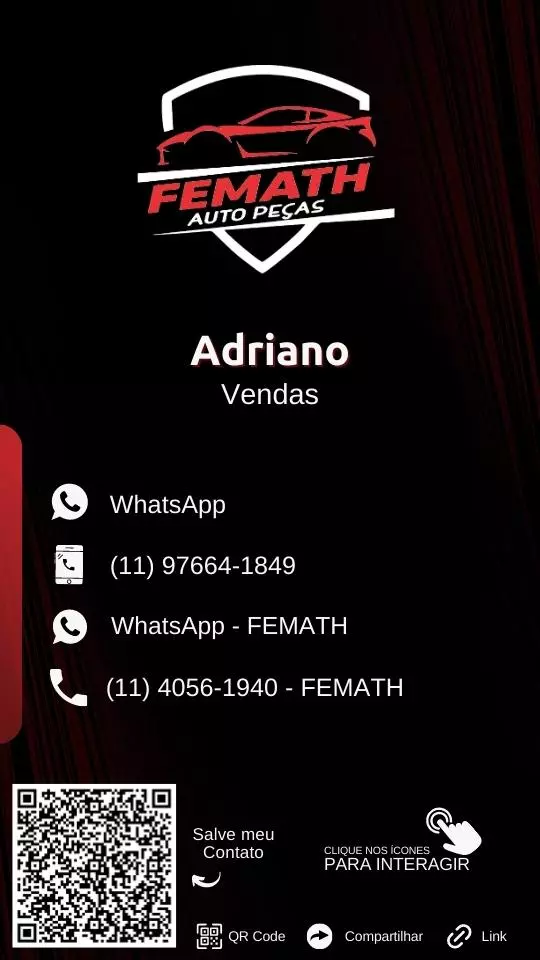 FEMATH
AUTO PEÇAS
Adriano
Vendas
WhatsApp
(11) 97664-1849
WhatsApp - FEMATH
(11) 4056-1940 - FEMATH
Salve meu
Contato
CLIQUE NOS ÍCONES
PARA INTERAGIR
QR Code
Compartilhar
Link